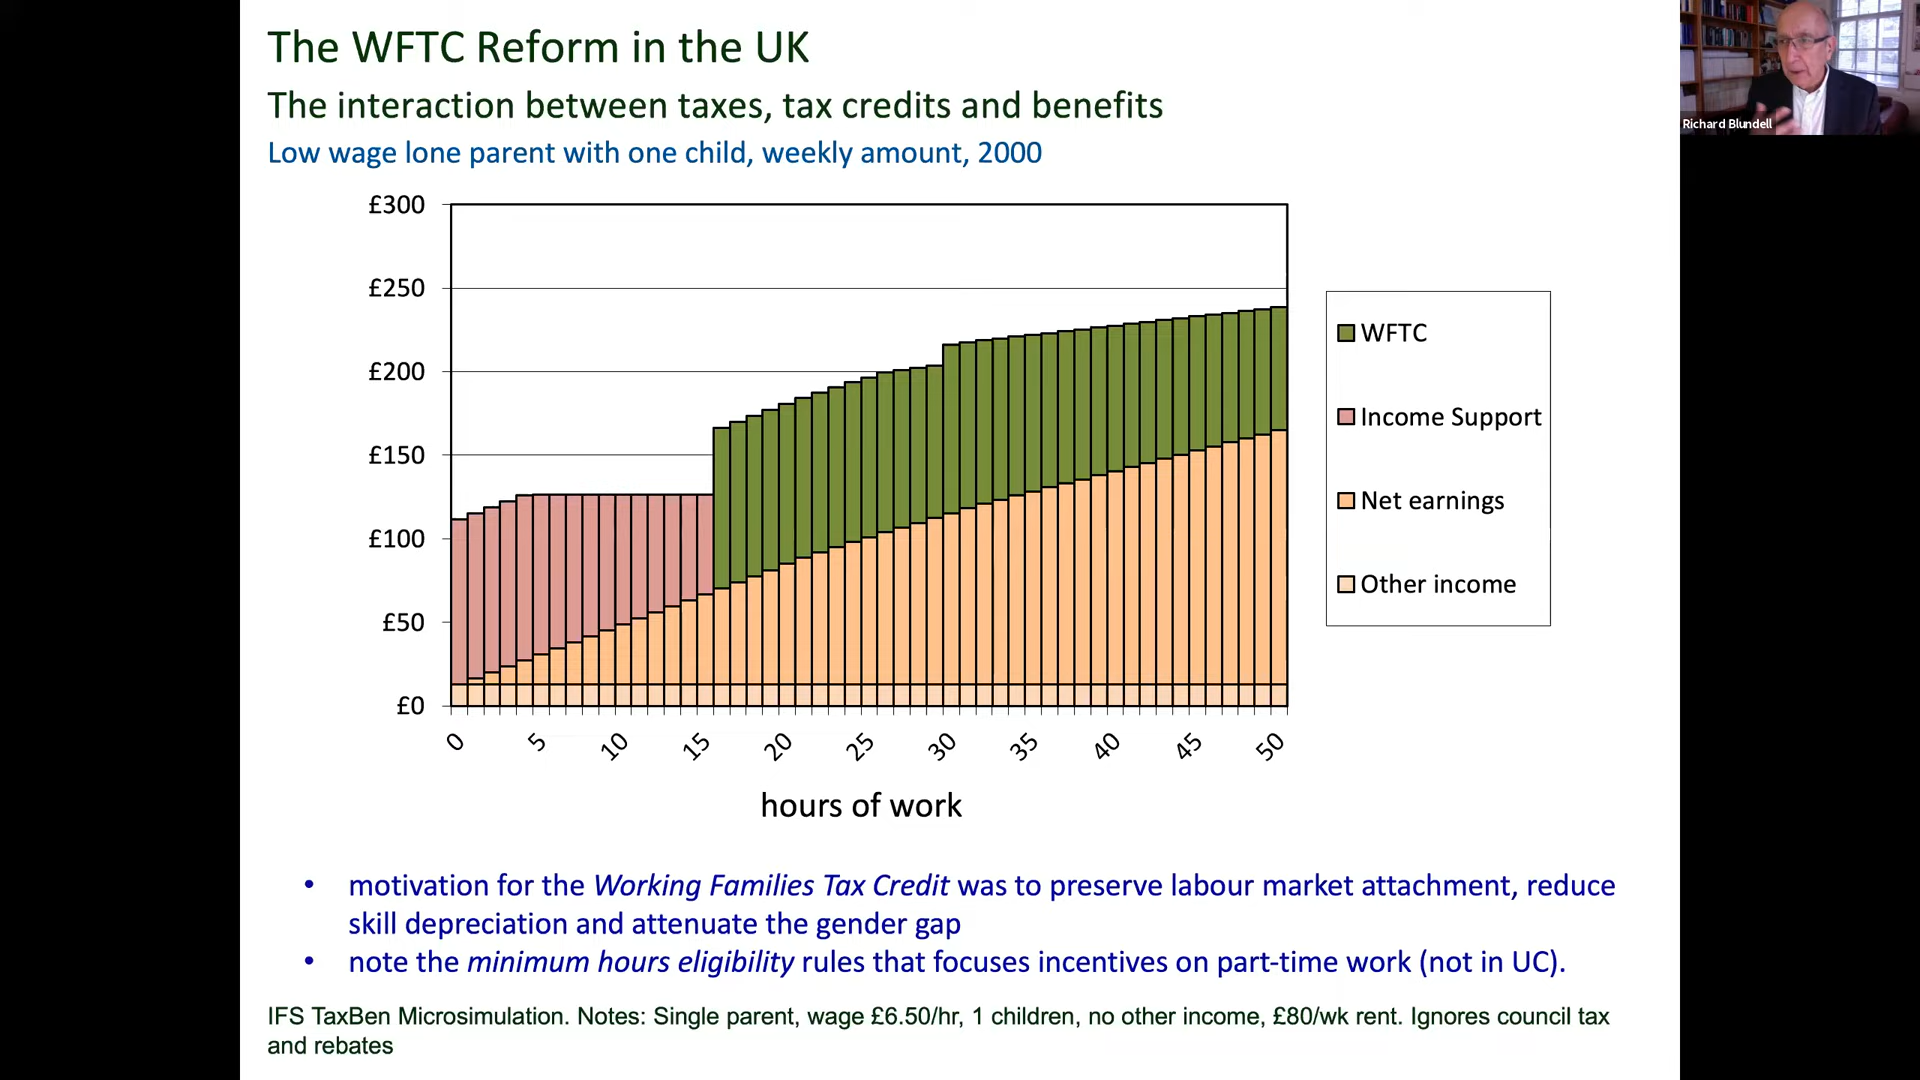 The WFTC Reform in the UK
The interaction between taxes, tax credits and benefits
Low wage lone parent with one child, weekly amount, 2000
Richard Blundell
£300
£250
£200
£150
£100
£50
£0
0 5 10 15 20 25 30 35 40 45 50
hours of work
WFTC
Income Support
Net earnings
Other income
• motivation for the Working Families Tax Credit was to preserve labour market attachment, reduce
skill depreciation and attenuate the gender gap
• note the minimum hours eligibility rules that focuses incentives on part-time work (not in UC).
IFS TaxBen Microsimulation. Notes: Single parent, wage £6.50/hr, 1 children, no other income, £80/wk rent. Ignores council tax
and rebates